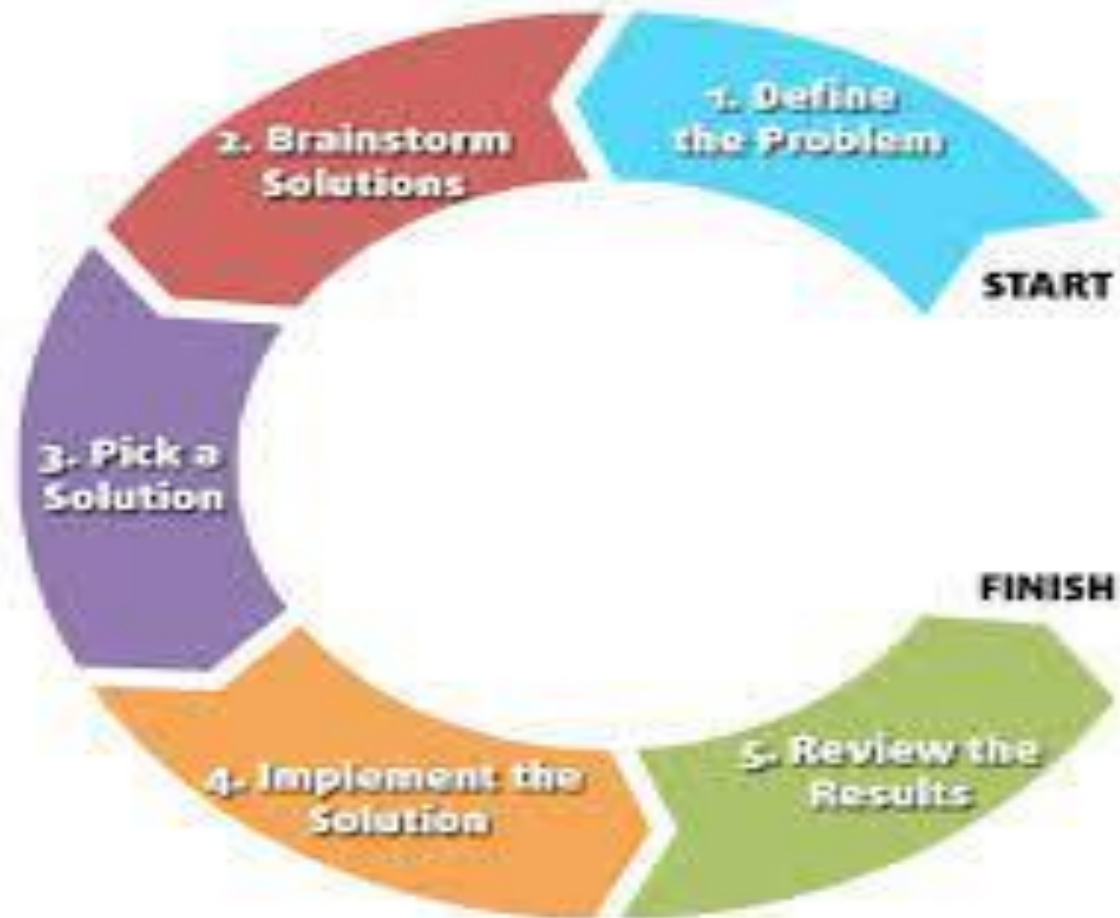 1. Define
the Problem
START
2. Brainstorm
Solutions
3. Pick a
Solution
4. Implement the
Solution
5. Review the
Results
FINISH